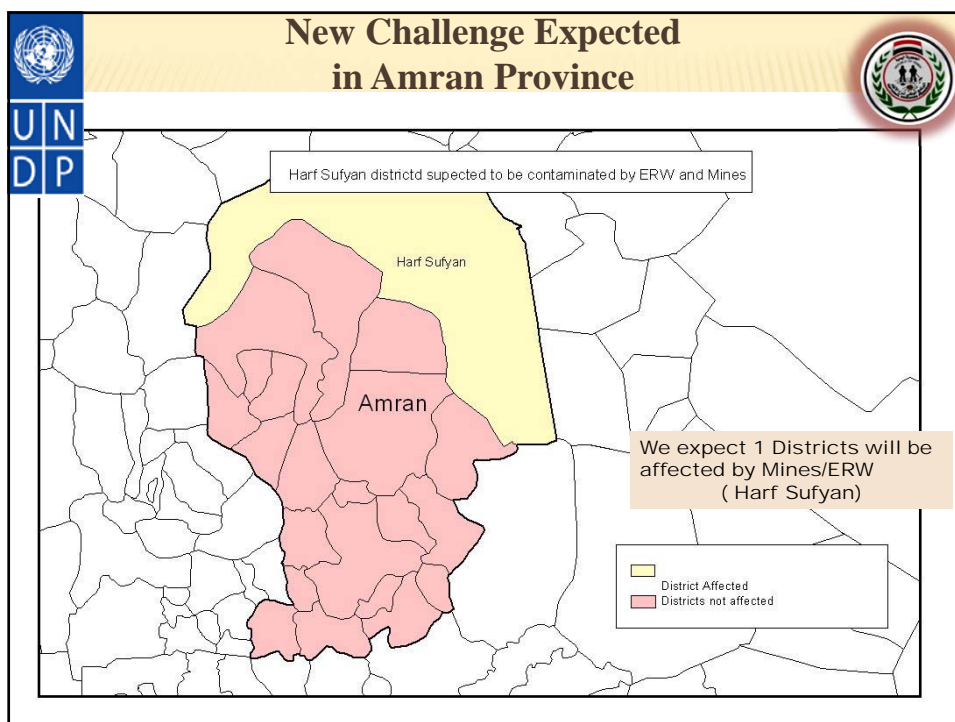 New Challenge Expected
in Amran Province
U N
D P
Harf Sufyan districtd supected to be contaminated by ERW and Mines
Harf Sufyan
Amran
We expect 1 Districts will be
affected by Mines/ERW
( Harf Sufyan)
District Affected
Districts not affected